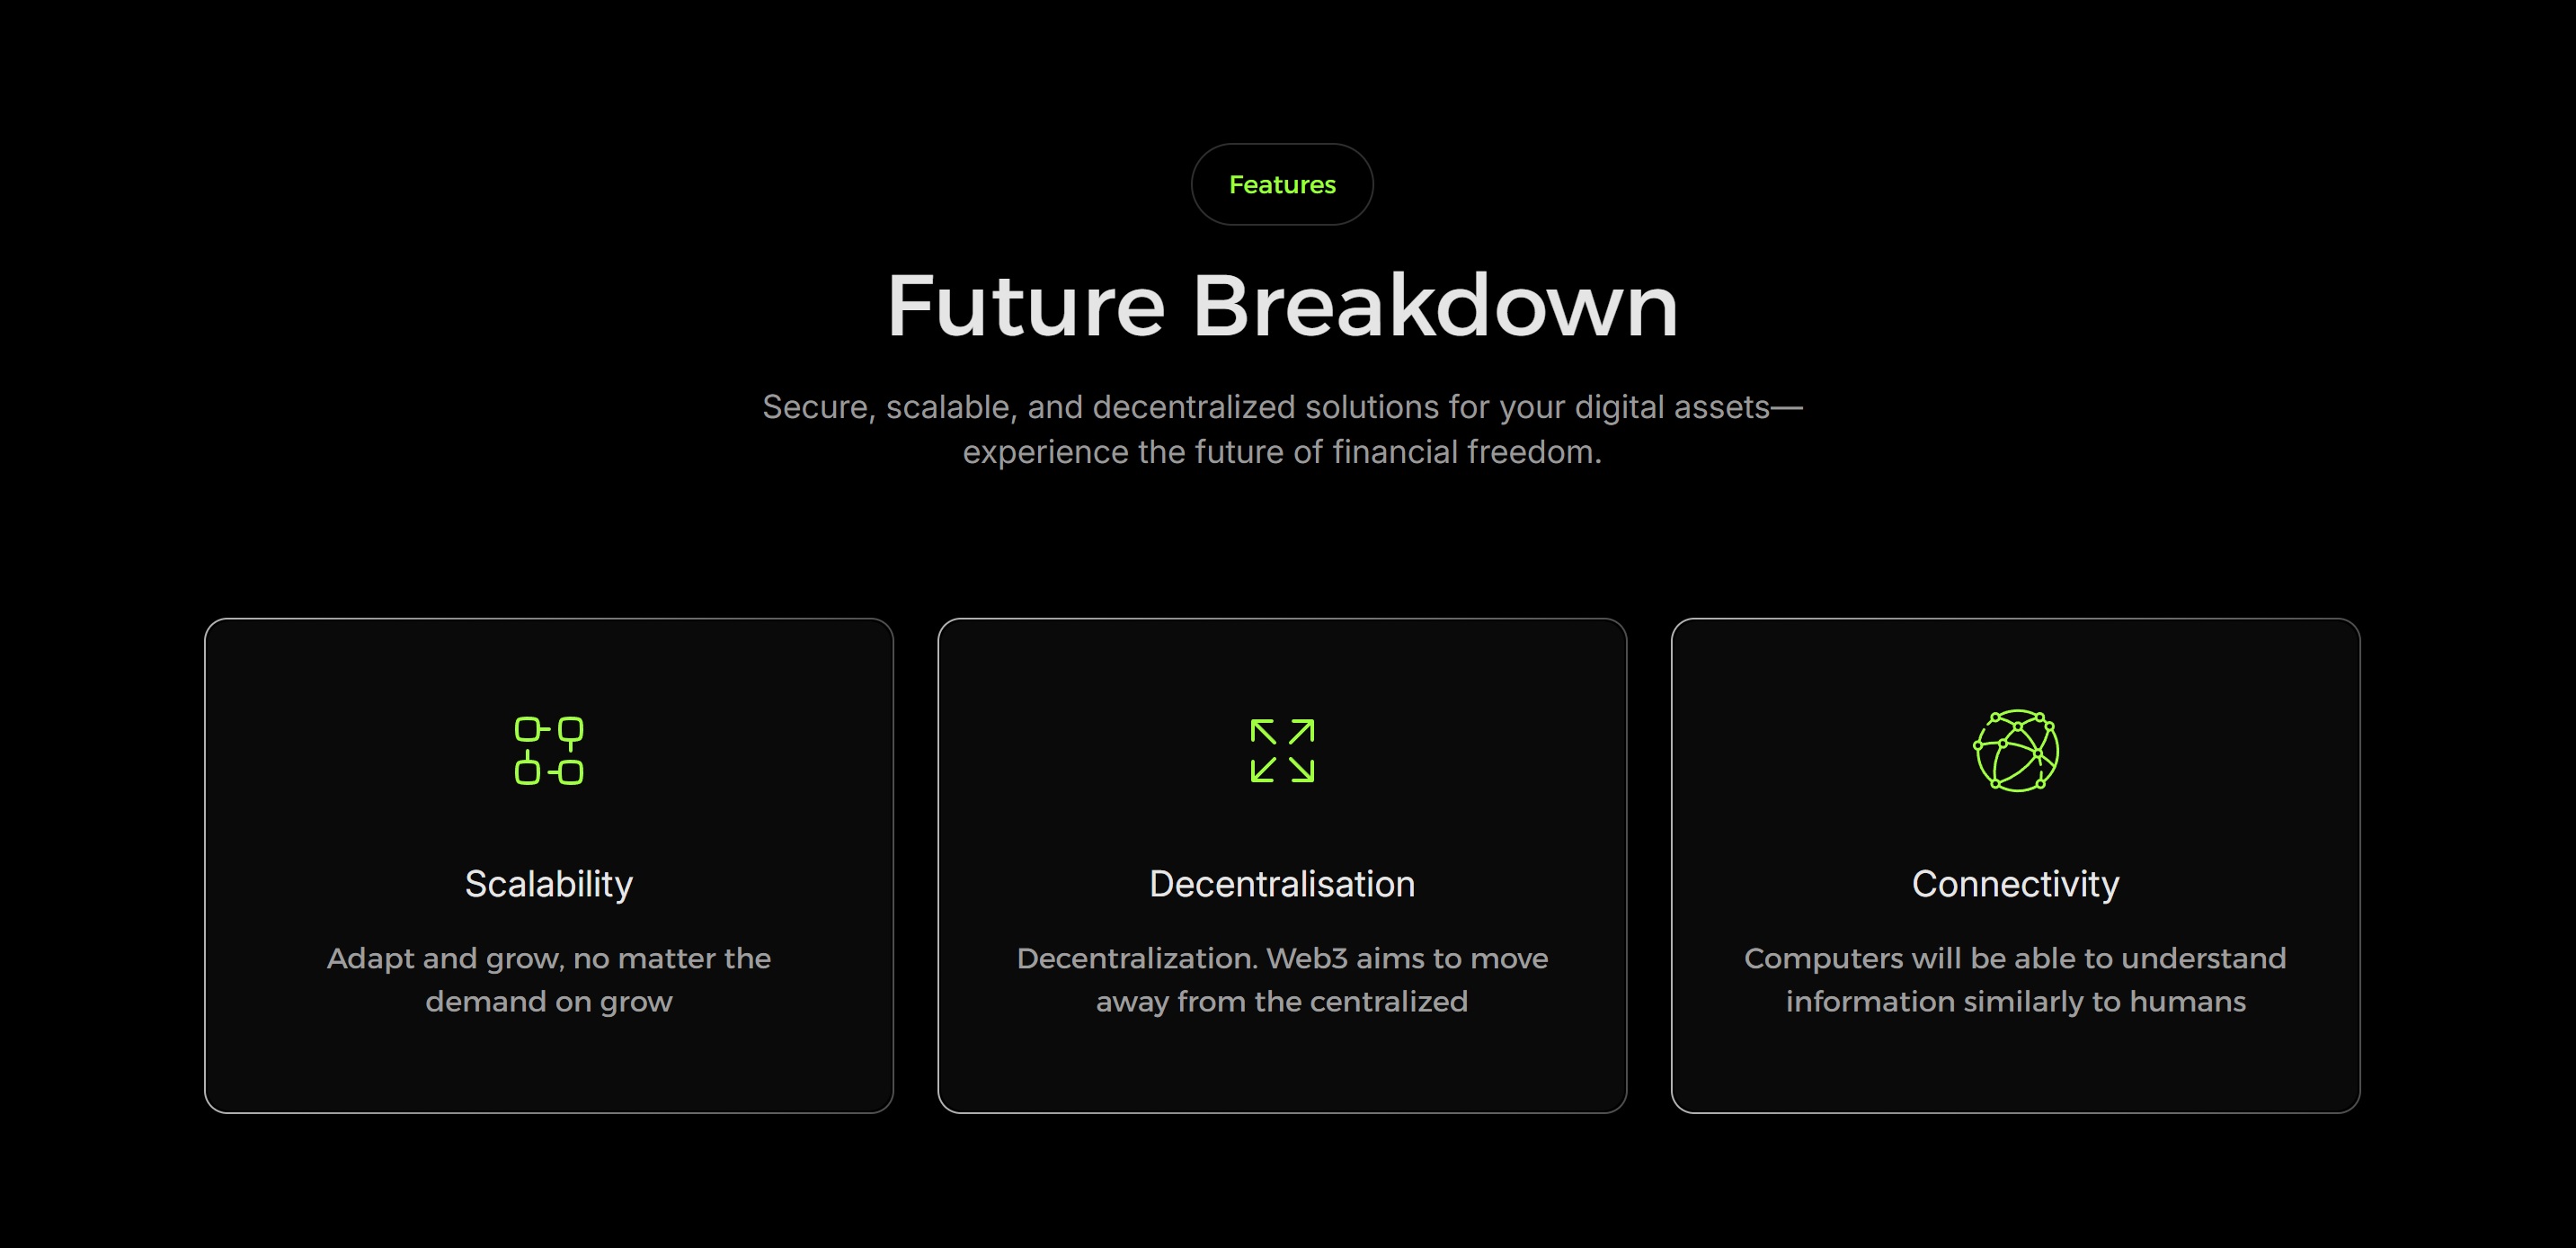 Features
Future Breakdown
Secure, scalable, and decentralized solutions for your digital assets—
experience the future of financial freedom.
Scalability
Adapt and grow, no matter the
demand on grow
Decentralisation
Decentralization. Web3 aims to move
away from the centralized
Connectivity
Computers will be able to understand
information similarly to humans